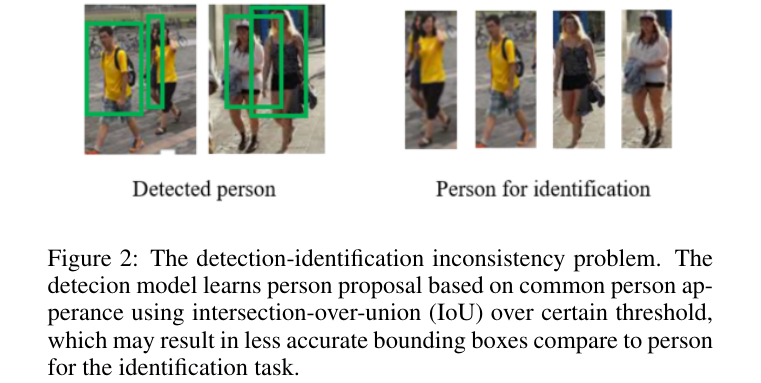 Detected person
Person for identification
Figure 2: The detection-identification inconsistency problem. The
detecion model learns person proposal based on common person ap-
perance using intersection-over-union (IoU) over certain threshold,
which may result in less accurate bounding boxes compare to person
for the identification task.